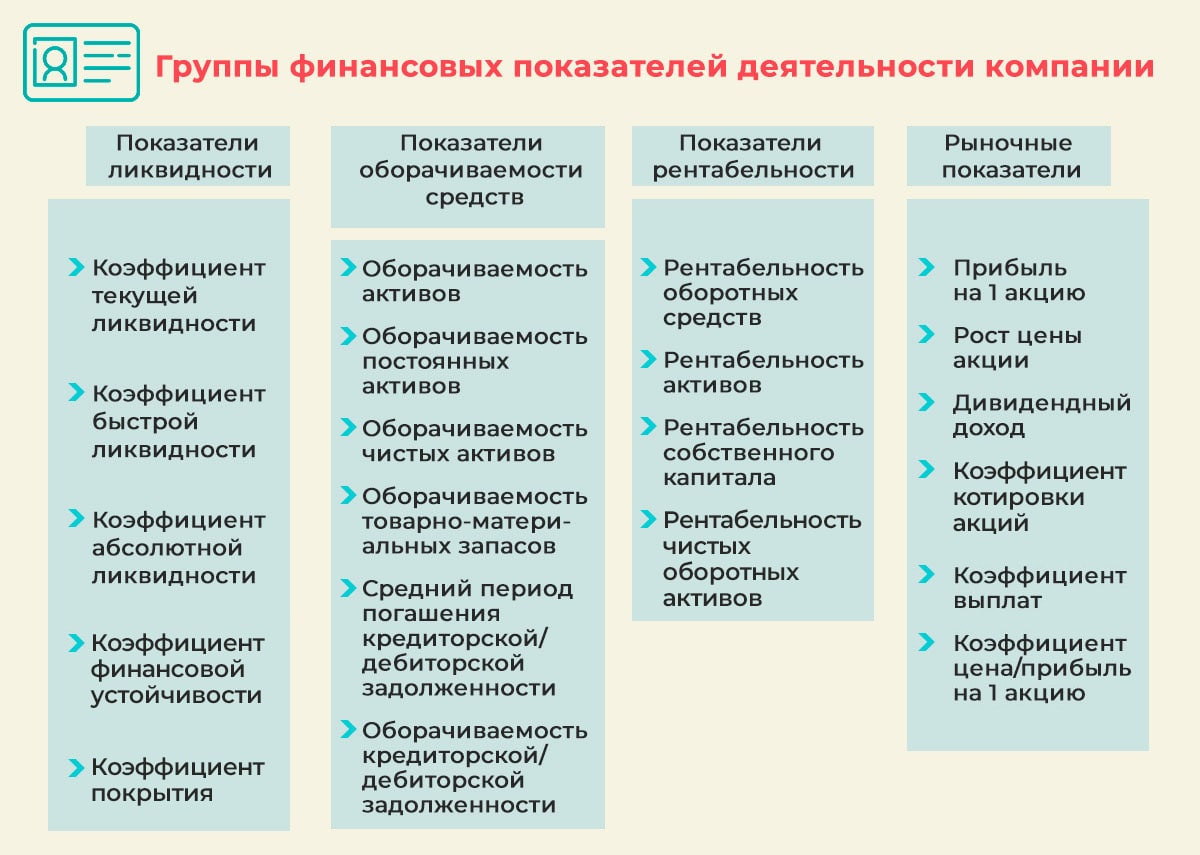 Группы финансовых показателей деятельности компании
Показатели
ликвидности
Коэффициент
текущей
ликвидности
Коэффициент
быстрой
ликвидности
Коэффициент
абсолютной
ликвидности
Коэффициент
финансовой
устойчивости
Коэффициент
покрытия
Показатели
оборачиваемости
средств
Оборачиваемость
активов
Оборачиваемость
постоянных
активов
Оборачиваемость
чистых активов
Оборачиваемость
товарно-матери-
альных запасов
Средний период
погашения
кредиторской/
дебиторской
задолженности
Оборачиваемость
кредиторской/
дебиторской
задолженности
Показатели
рентабельности
Рентабельность
оборотных
средств
Рентабельность
активов
Рентабельность
собственного
капитала
Рентабельность
чистых
оборотных
активов
Рыночные
показатели
Прибыль
на 1 акцию
Рост цены
акции
Дивидендный
доход
Коэффициент
котировки
акций
Коэффициент
выплат
Коэффициент
цена/прибыль
на 1 акцию